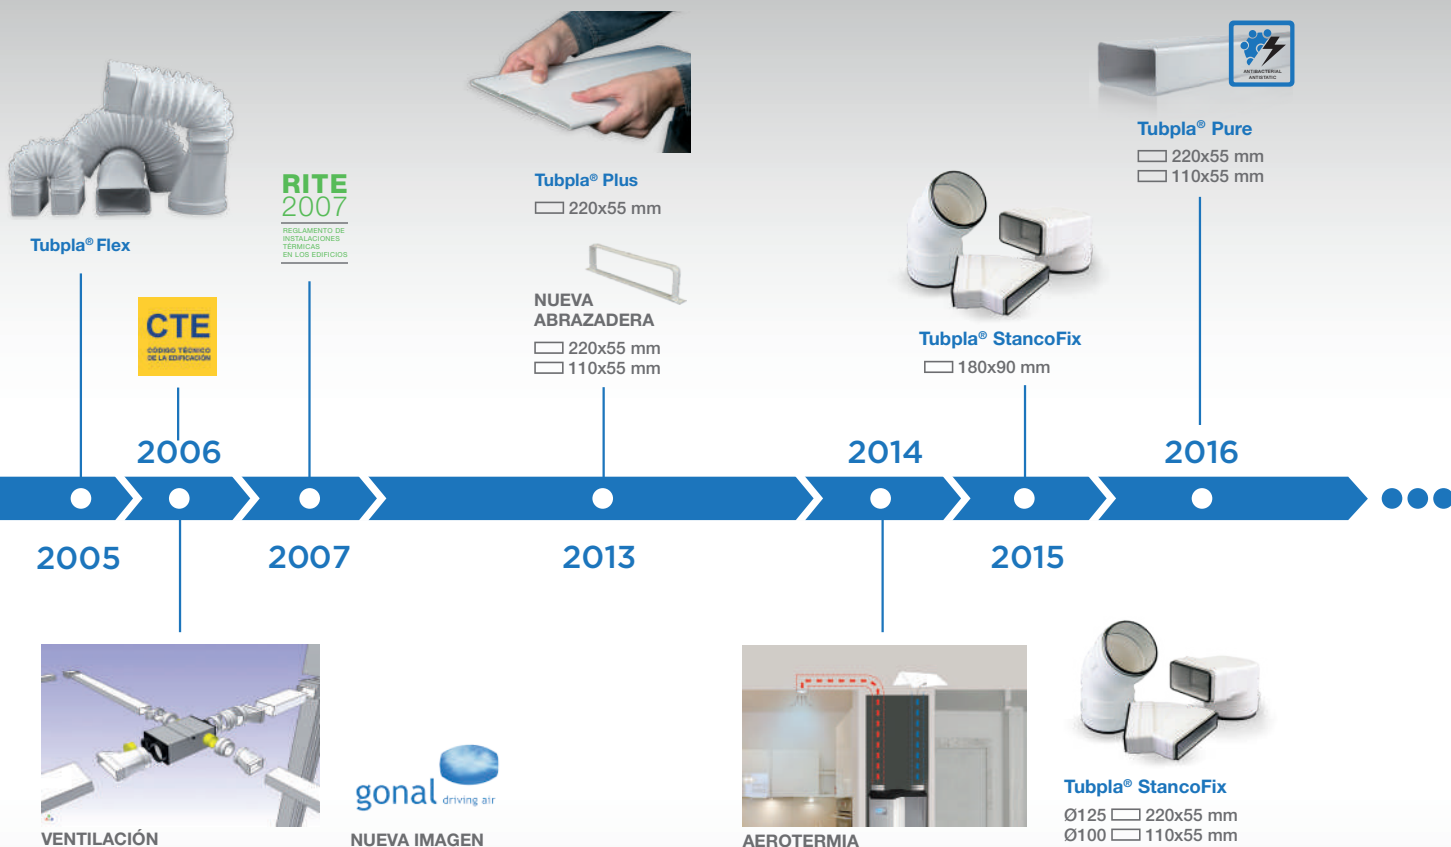 Tubpla® Flex
CTE
CÓDIGO TÉCNICO
DE LA EDIFICACIÓN
RITE
2007
REGLAMENTO DE
INSTALACIONES
TÉRMICAS
EN LOS EDIFICIOS
Tubpla® Plus
220x55 mm
NUEVA
ABRAZADERA
220x55 mm
110x55 mm
Tubpla® StancoFix
180x90 mm
ANTIBACTERIAL
ANTISTATIC
Tubpla® Pure
220x55 mm
110x55 mm
2006
2014
2016
2005
2007
2013
2015
VENTILACIÓN
gonal driving air
NUEVA IMAGEN
AEROTERMIA
Tubpla® StancoFix
Ø125 220x55 mm
Ø100 110x55 mm